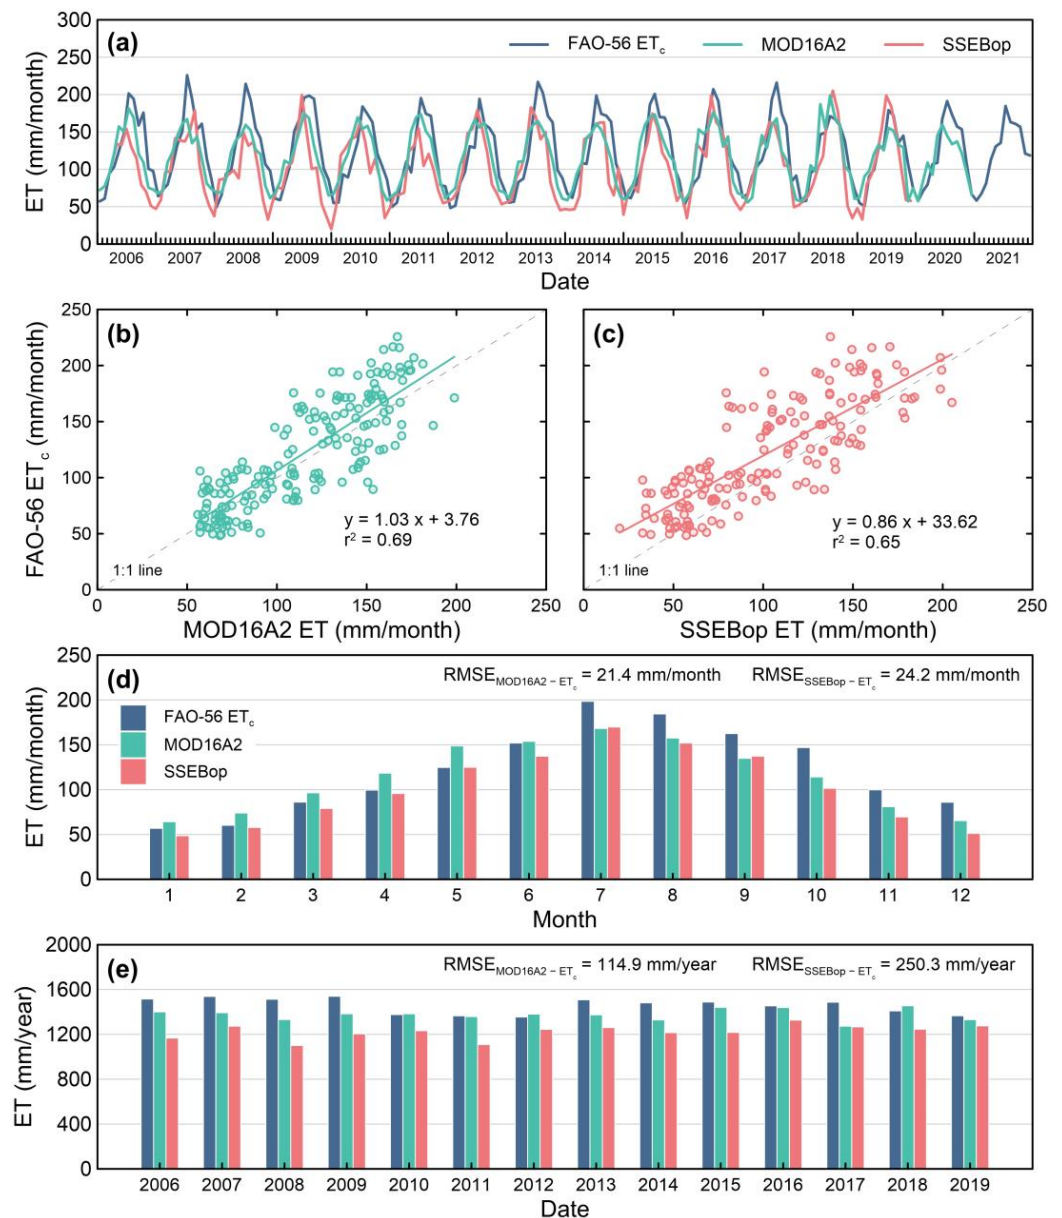 (a)
FAO-56 ETc MOD16A2 SSEBop
ET (mm/month)
300
250
200
150
100
50
0
2006 2007 2008 2009 2010 2011 2012 2013 2014 2015 2016 2017 2018 2019 2020 2021
Date
(b)
FAO-56 ETc (mm/month)
250
200
150
100
50
0
y = 1.03 x + 3.76
r² = 0.69
1:1 line
0 50 100 150 200 250
MOD16A2 ET (mm/month)
(c)
y = 0.86 x + 33.62
r² = 0.65
1:1 line
0 50 100 150 200 250
SSEBop ET (mm/month)
(d)
RMSE MOD16A2 – ETc = 21.4 mm/month RMSE SSEBop – ETc = 24.2 mm/month
FAO-56 ETc
MOD16A2
SSEBop
ET (mm/month)
250
200
150
100
50
0
1 2 3 4 5 6 7 8 9 10 11 12
Month
(e)
RMSE MOD16A2 – ETc = 114.9 mm/year RMSE SSEBop – ETc = 250.3 mm/year
ET (mm/year)
2000
1600
1200
800
400
0
2006 2007 2008 2009 2010 2011 2012 2013 2014 2015 2016 2017 2018 2019
Date